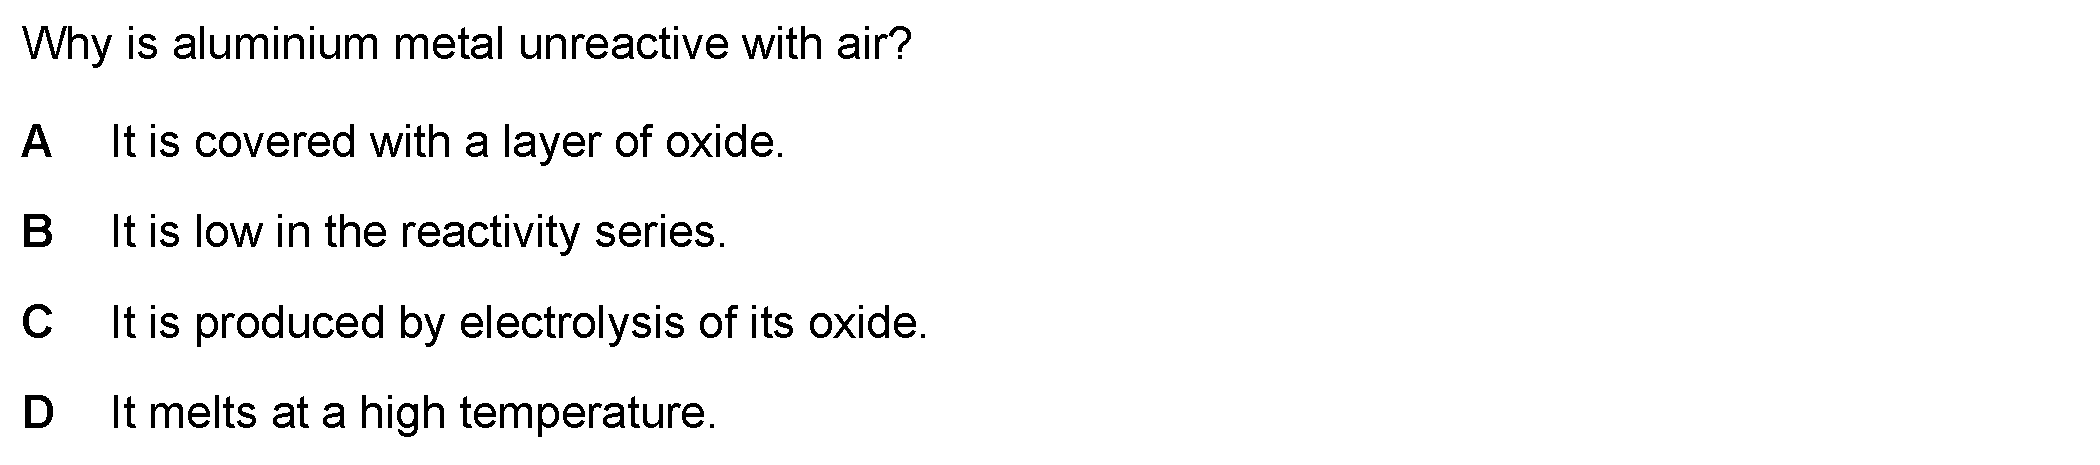 Why is aluminium metal unreactive with air?
A It is covered with a layer of oxide.
B It is low in the reactivity series.
C It is produced by electrolysis of its oxide.
D It melts at a high temperature.